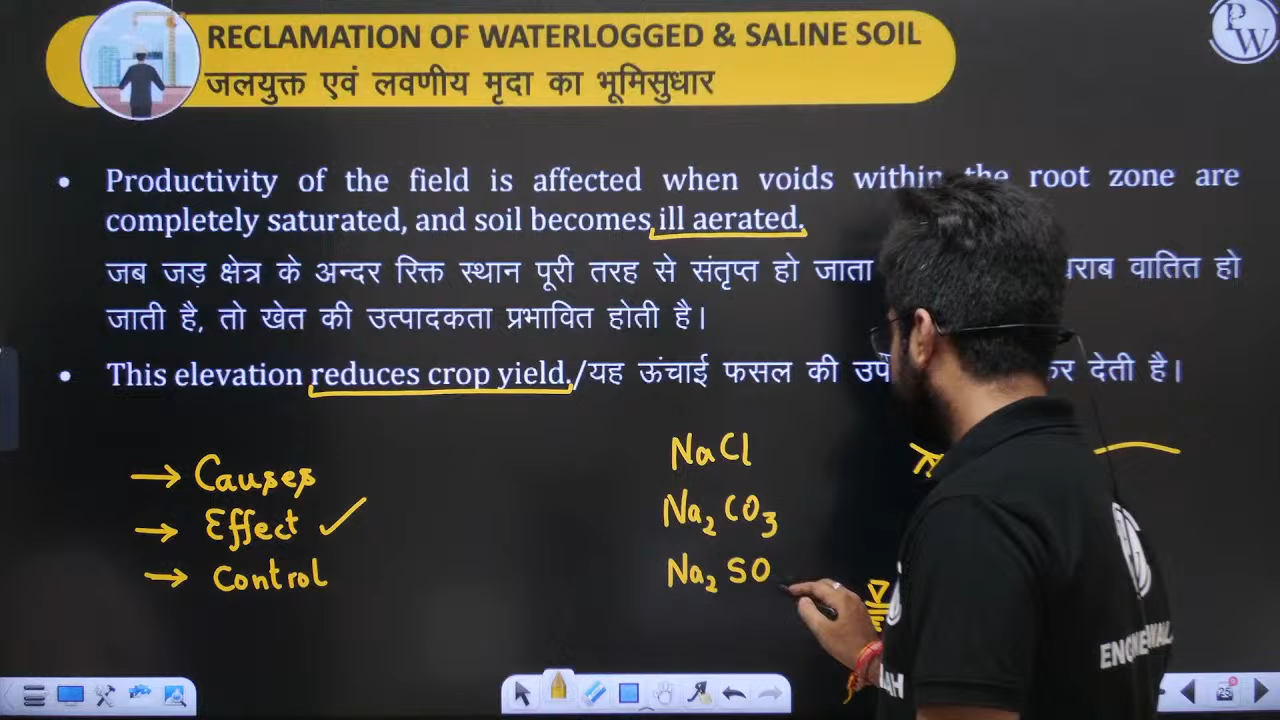 RECLAMATION OF WATERLOGGED & SALINE SOIL
जलयुक्त एवं लवणीय मृदा का भूमिसुधार
PW
• Productivity of the field is affected when voids within the root zone are
completely saturated, and soil becomes ill aerated.
जब जड़ क्षेत्र के अन्दर रिक्त स्थान पूरी तरह से संतृप्त हो जाता वातित हो
जाती है, तो खेत की उत्पादकता प्रभावित होती है।
• This elevation reduces crop yield./यह ऊंचाई फसल की देती है।
NaCl
→ Causes
Na₂CO₃
→ Effect ✓
Na₂SO
→ Control
25